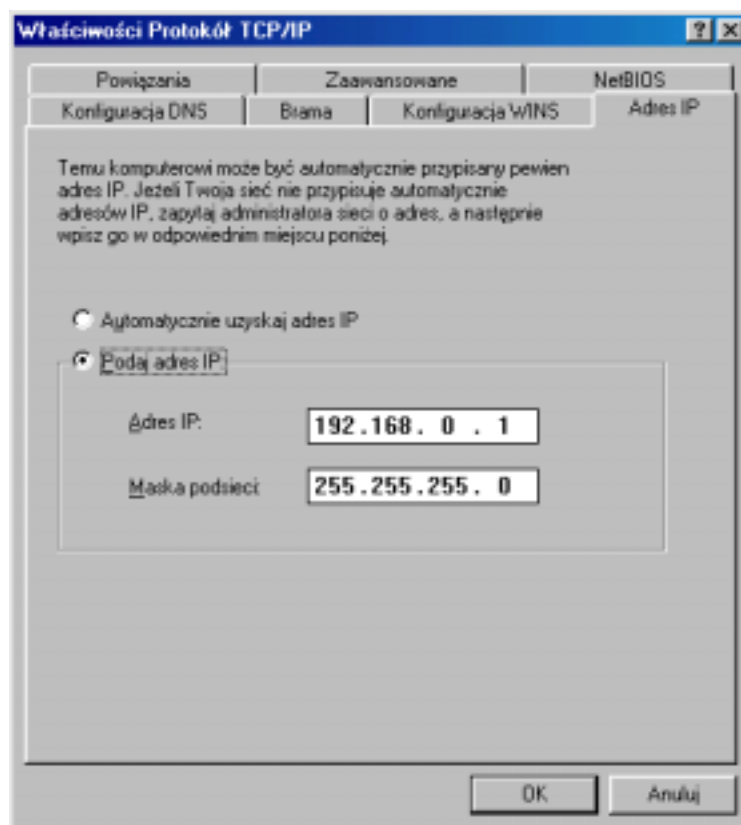 Właściwości Protokół TCP/IP
Powiązania Zaawansowane NetBIOS
Konfiguracja DNS Brama Konfiguracja WINS Adres IP
Temu komputerowi może być automatycznie przypisany pewien
adres IP. Jeżeli Twoja sieć nie przypisuje automatycznie
adresów IP, zapytaj administratora sieci o adres, a następnie
wpisz go w odpowiednim miejscu poniżej.
Automatycznie uzyskaj adres IP
Podaj adres IP:
Adres IP: 192.168. 0 . 1
Maska podsieci: 255.255.255. 0
OK Anuluj